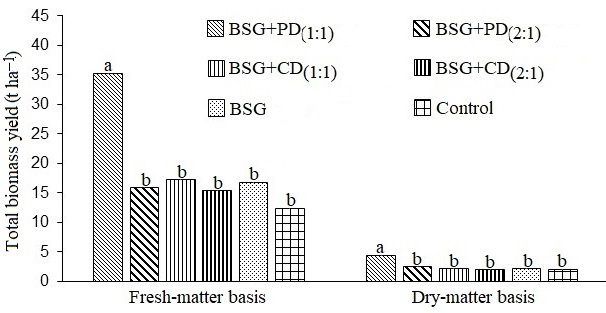 Total biomass yield (t ha⁻¹)
45
40
35
30
25
20
15
10
5
0
BSG+PD(1:1) BSG+PD(2:1)
BSG+CD(1:1) BSG+CD(2:1)
BSG Control
a b b b b b
a b b b b b
Fresh-matter basis Dry-matter basis